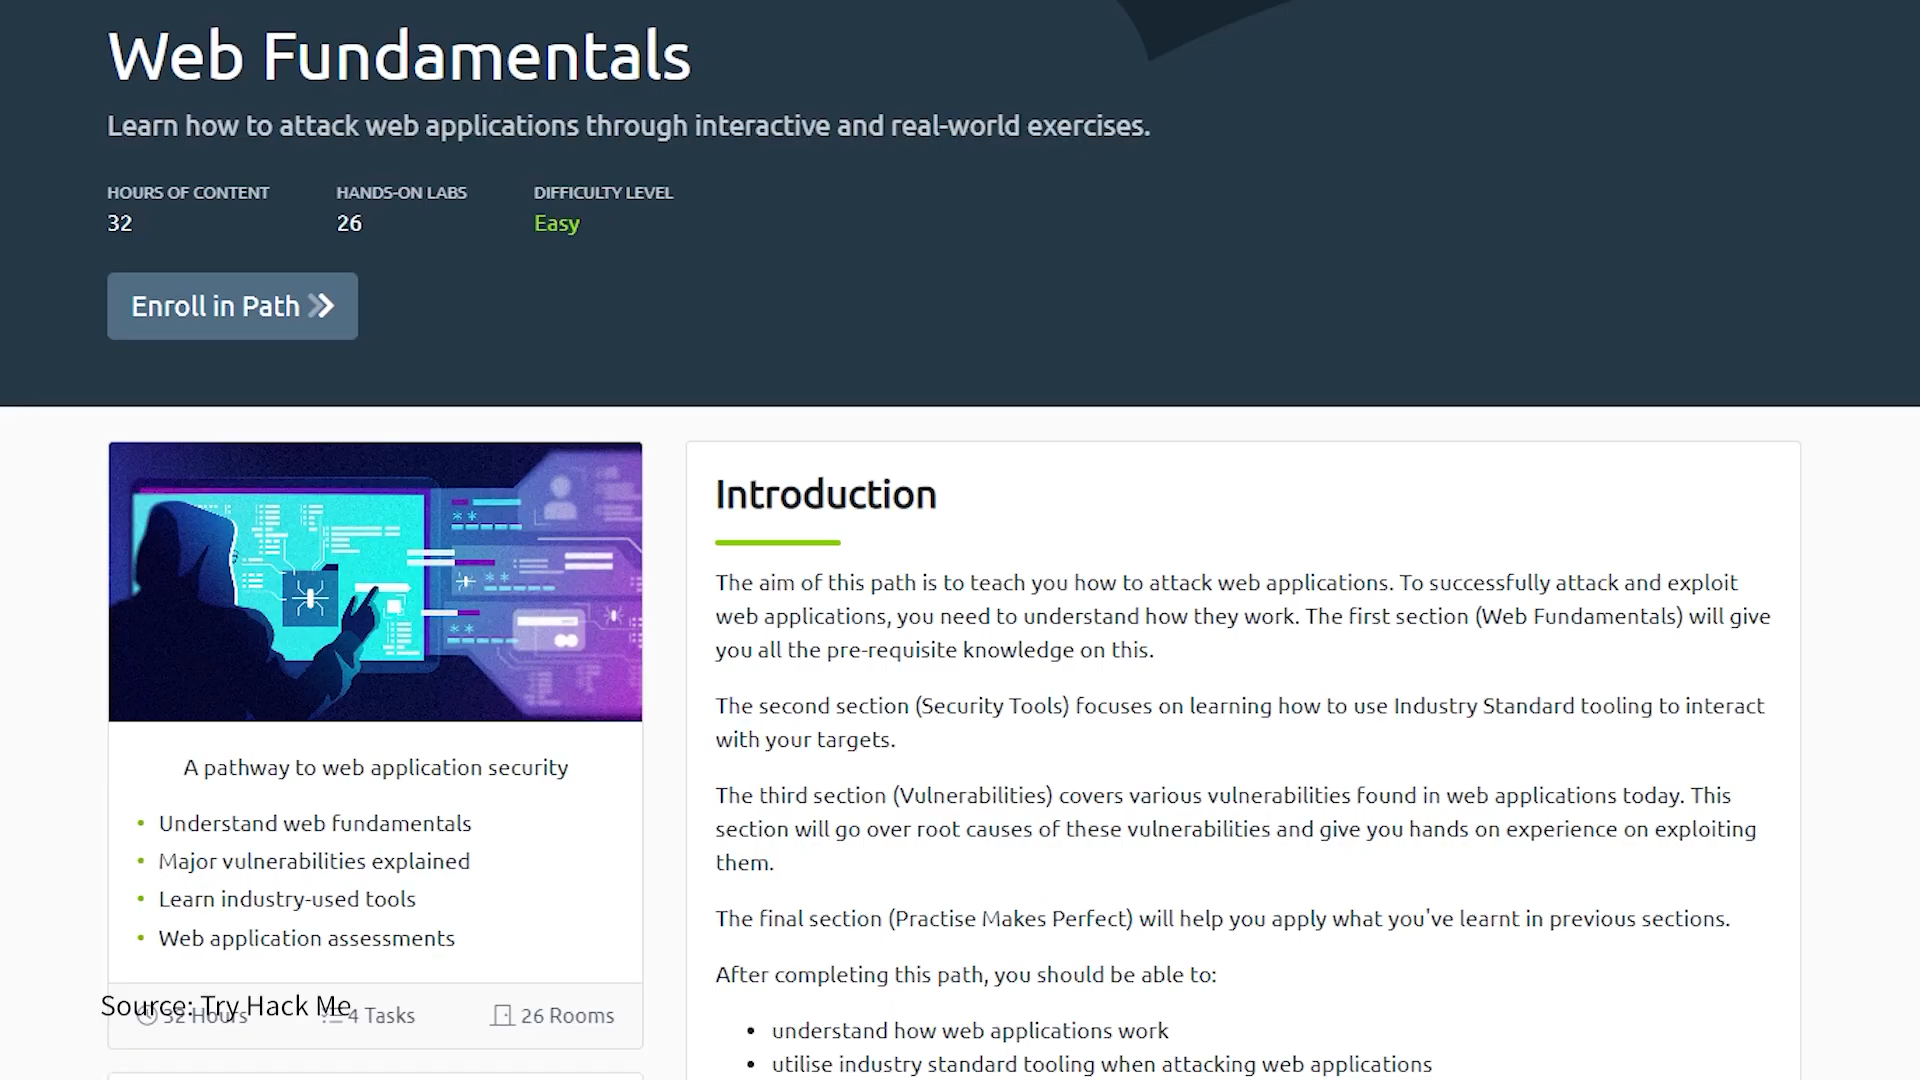 Web Fundamentals
Learn how to attack web applications through interactive and real-world exercises.
HOURS OF CONTENT
32
HANDS-ON LABS
26
DIFFICULTY LEVEL
Easy
Enroll in Path
A pathway to web application security
Understand web fundamentals
Major vulnerabilities explained
Learn industry-used tools
Web application assessments
Source: Try Hack Me
32 Hours
4 Tasks
26 Rooms
Introduction
The aim of this path is to teach you how to attack web applications. To successfully attack and exploit
web applications, you need to understand how they work. The first section (Web Fundamentals) will give
you all the pre-requisite knowledge on this.
The second section (Security Tools) focuses on learning how to use Industry Standard tooling to interact
with your targets.
The third section (Vulnerabilities) covers various vulnerabilities found in web applications today. This
section will go over root causes of these vulnerabilities and give you hands on experience on exploiting
them.
The final section (Practise Makes Perfect) will help you apply what you've learnt in previous sections.
After completing this path, you should be able to:
understand how web applications work
utilise industry standard tooling when attacking web applications